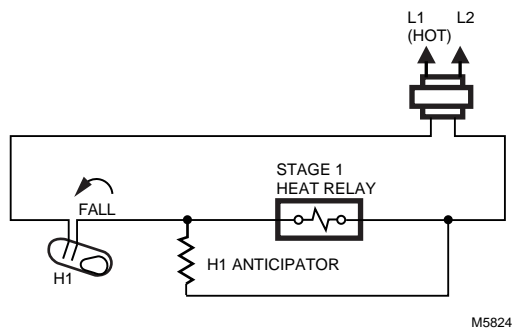 L1 L2
(HOT)
STAGE 1
HEAT RELAY
FALL
H1
H1 ANTICIPATOR
M5824